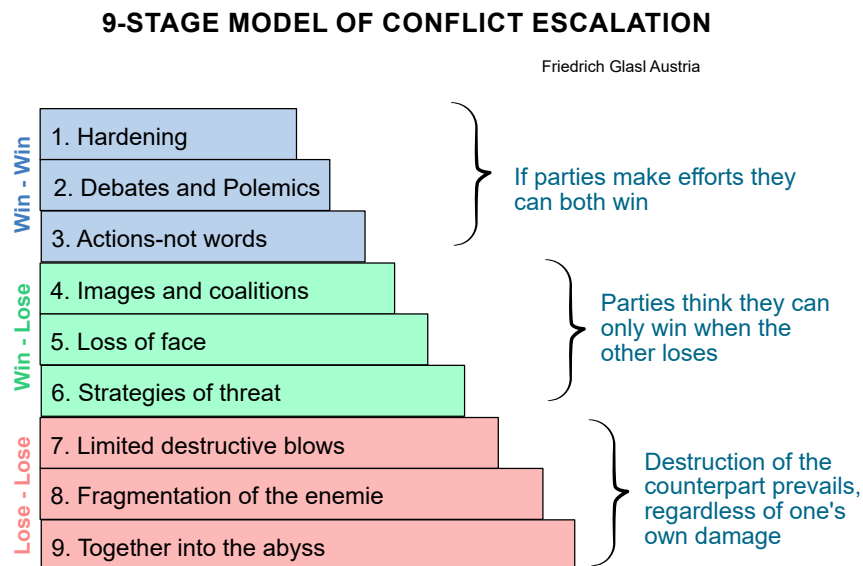 9-STAGE MODEL OF CONFLICT ESCALATION
Friedrich Glasl Austria
Win - Win
1. Hardening
2. Debates and Polemics
3. Actions-not words
If parties make efforts they
can both win
Win - Lose
4. Images and coalitions
5. Loss of face
6. Strategies of threat
Parties think they can
only win when the
other loses
Lose - Lose
7. Limited destructive blows
8. Fragmentation of the enemie
9. Together into the abyss
Destruction of the
counterpart prevails,
regardless of one's
own damage